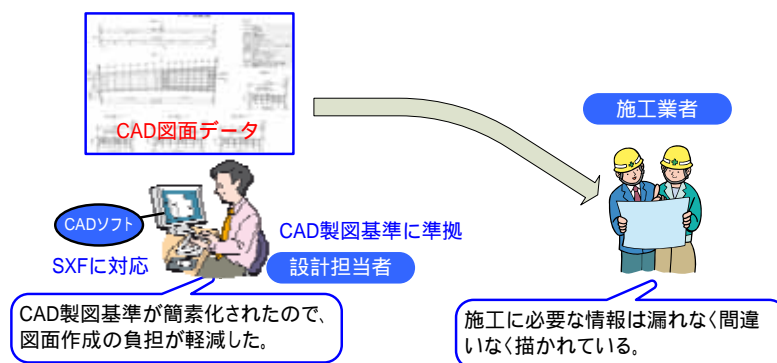 CAD図面データ
施工業者
CADソフト
SXFに対応
CAD製図基準に準拠
設計担当者
CAD製図基準が簡素化されたので、
図面作成の負担が軽減した。
施工に必要な情報は漏れなく間違
いなく描かれている。